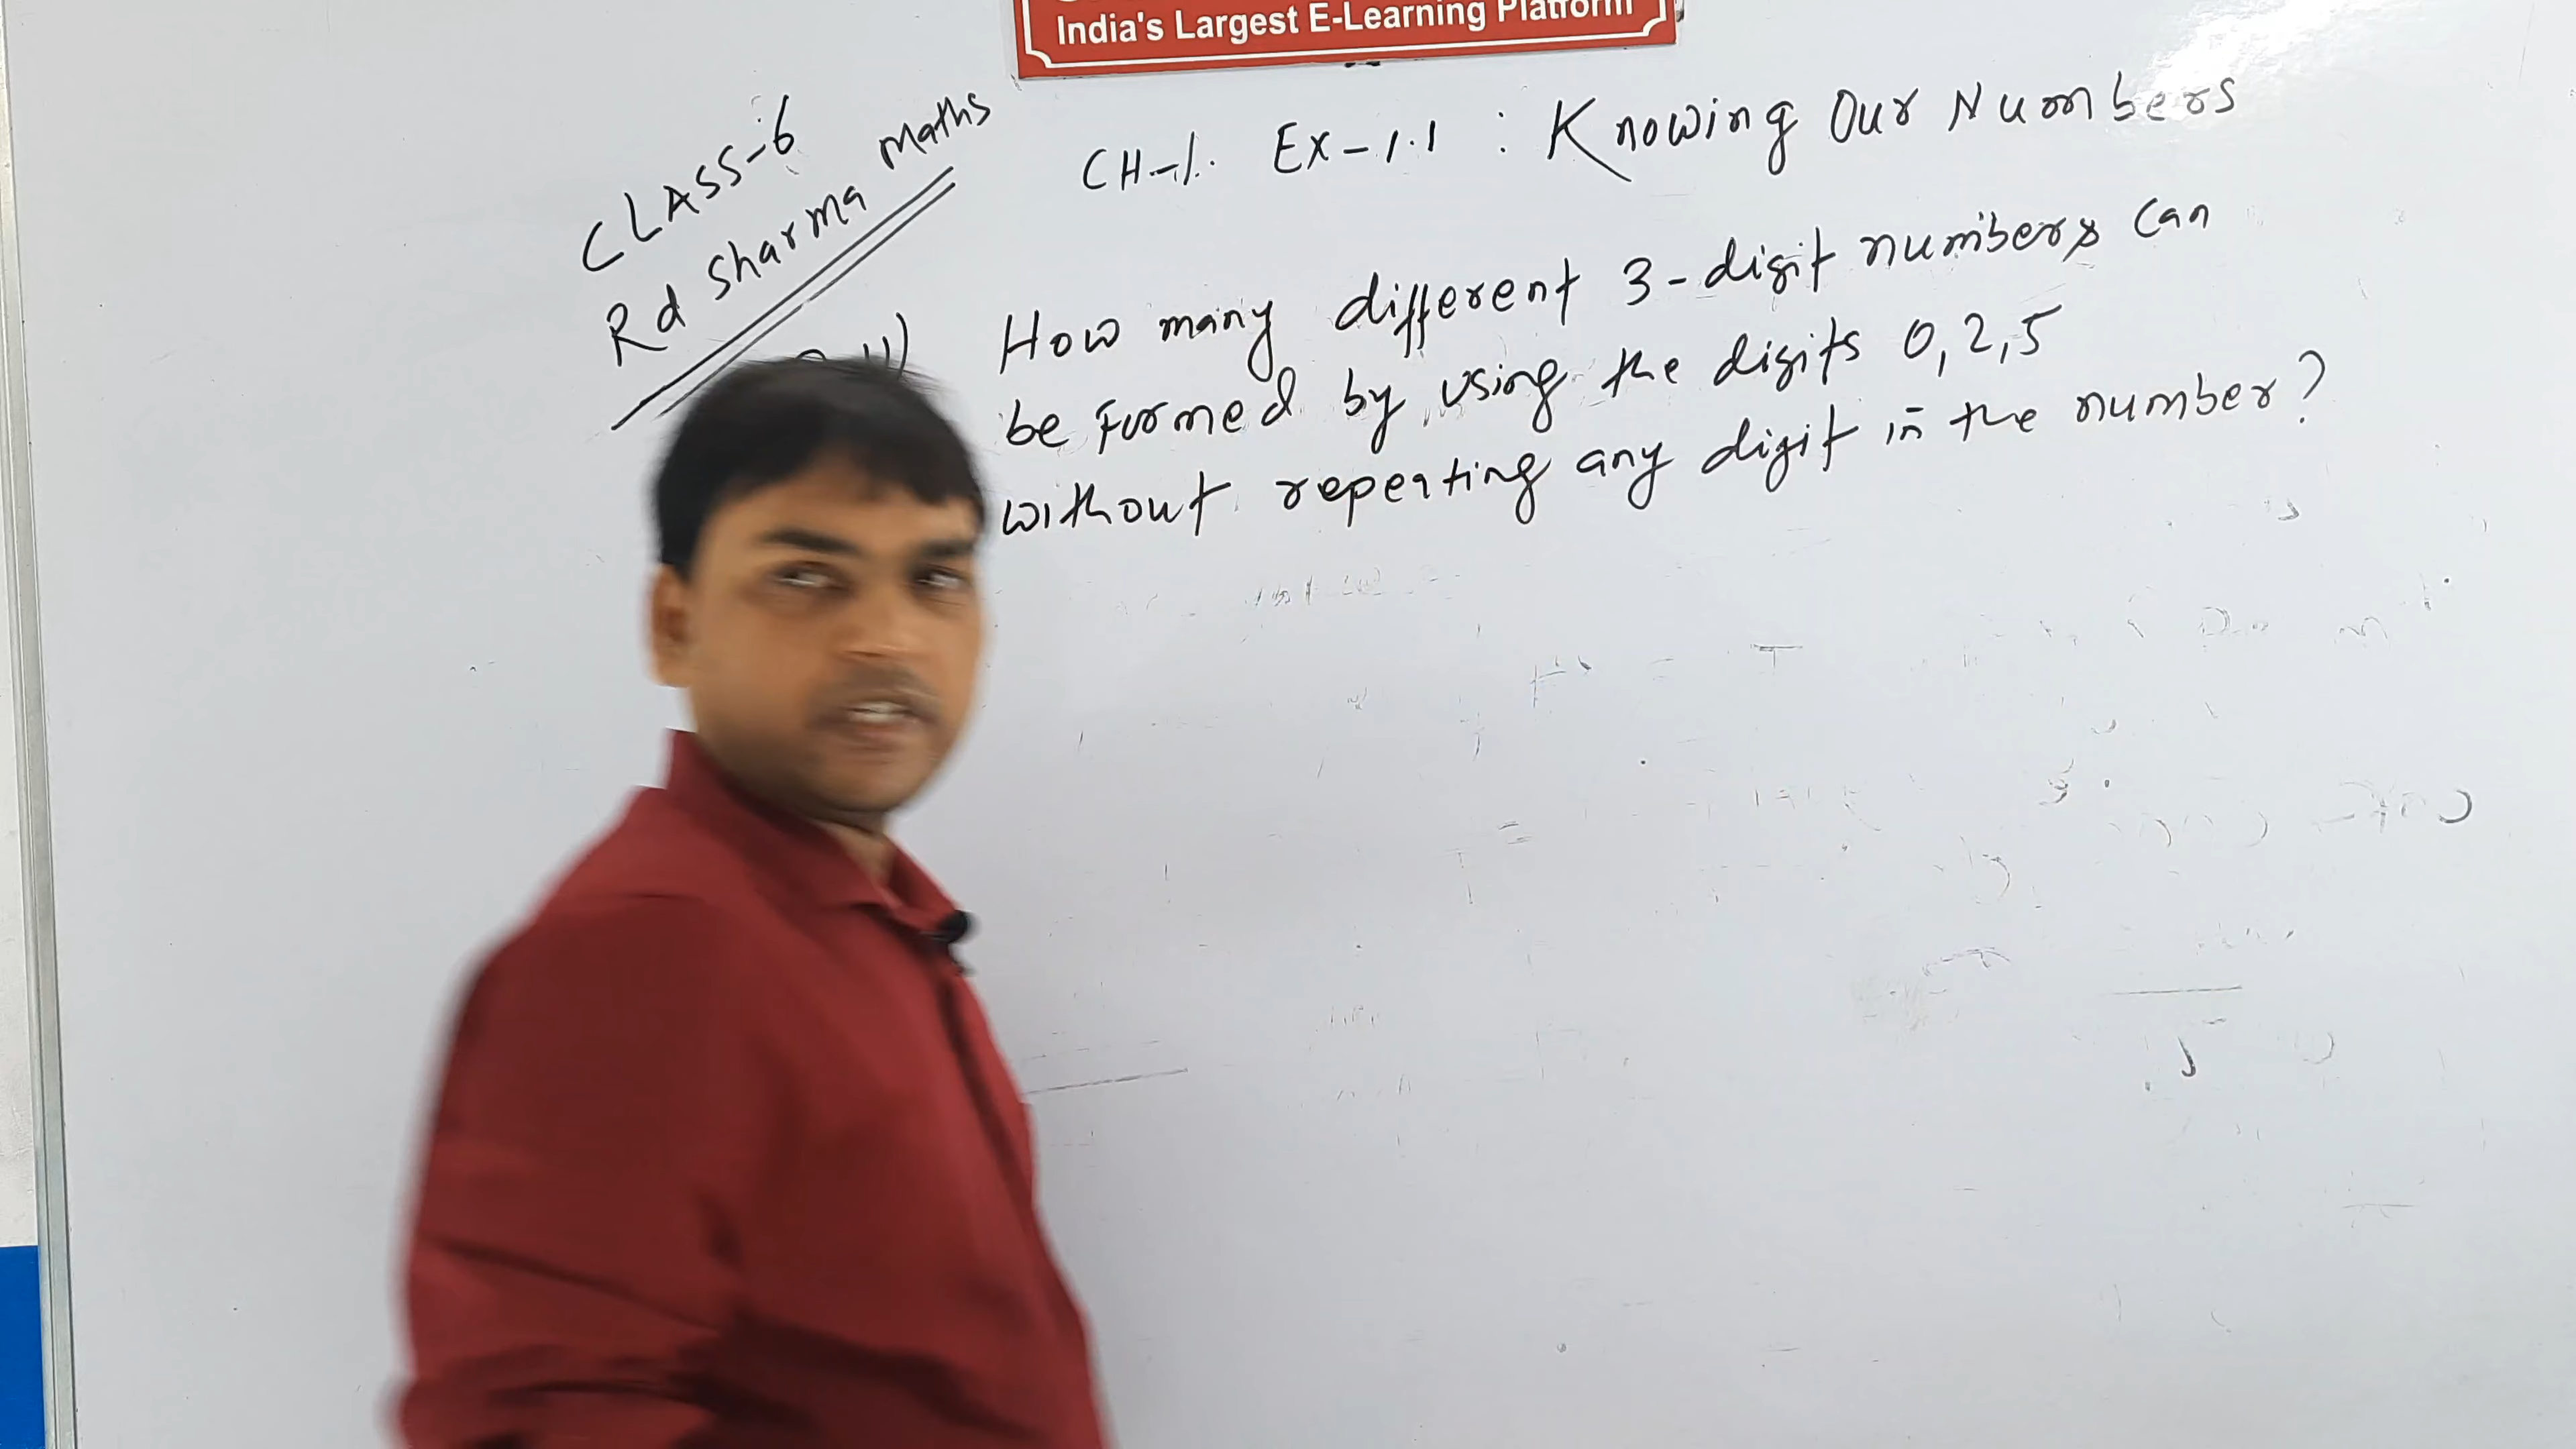 India's Largest E-Learning Platform
CLASS-6
Rd Sharma Maths
CH-1. Ex-1.1 : Knowing Our Numbers
How many different 3-digit numbers can
be formed by using the digits 0,2,5
without repeating any digit in the number?